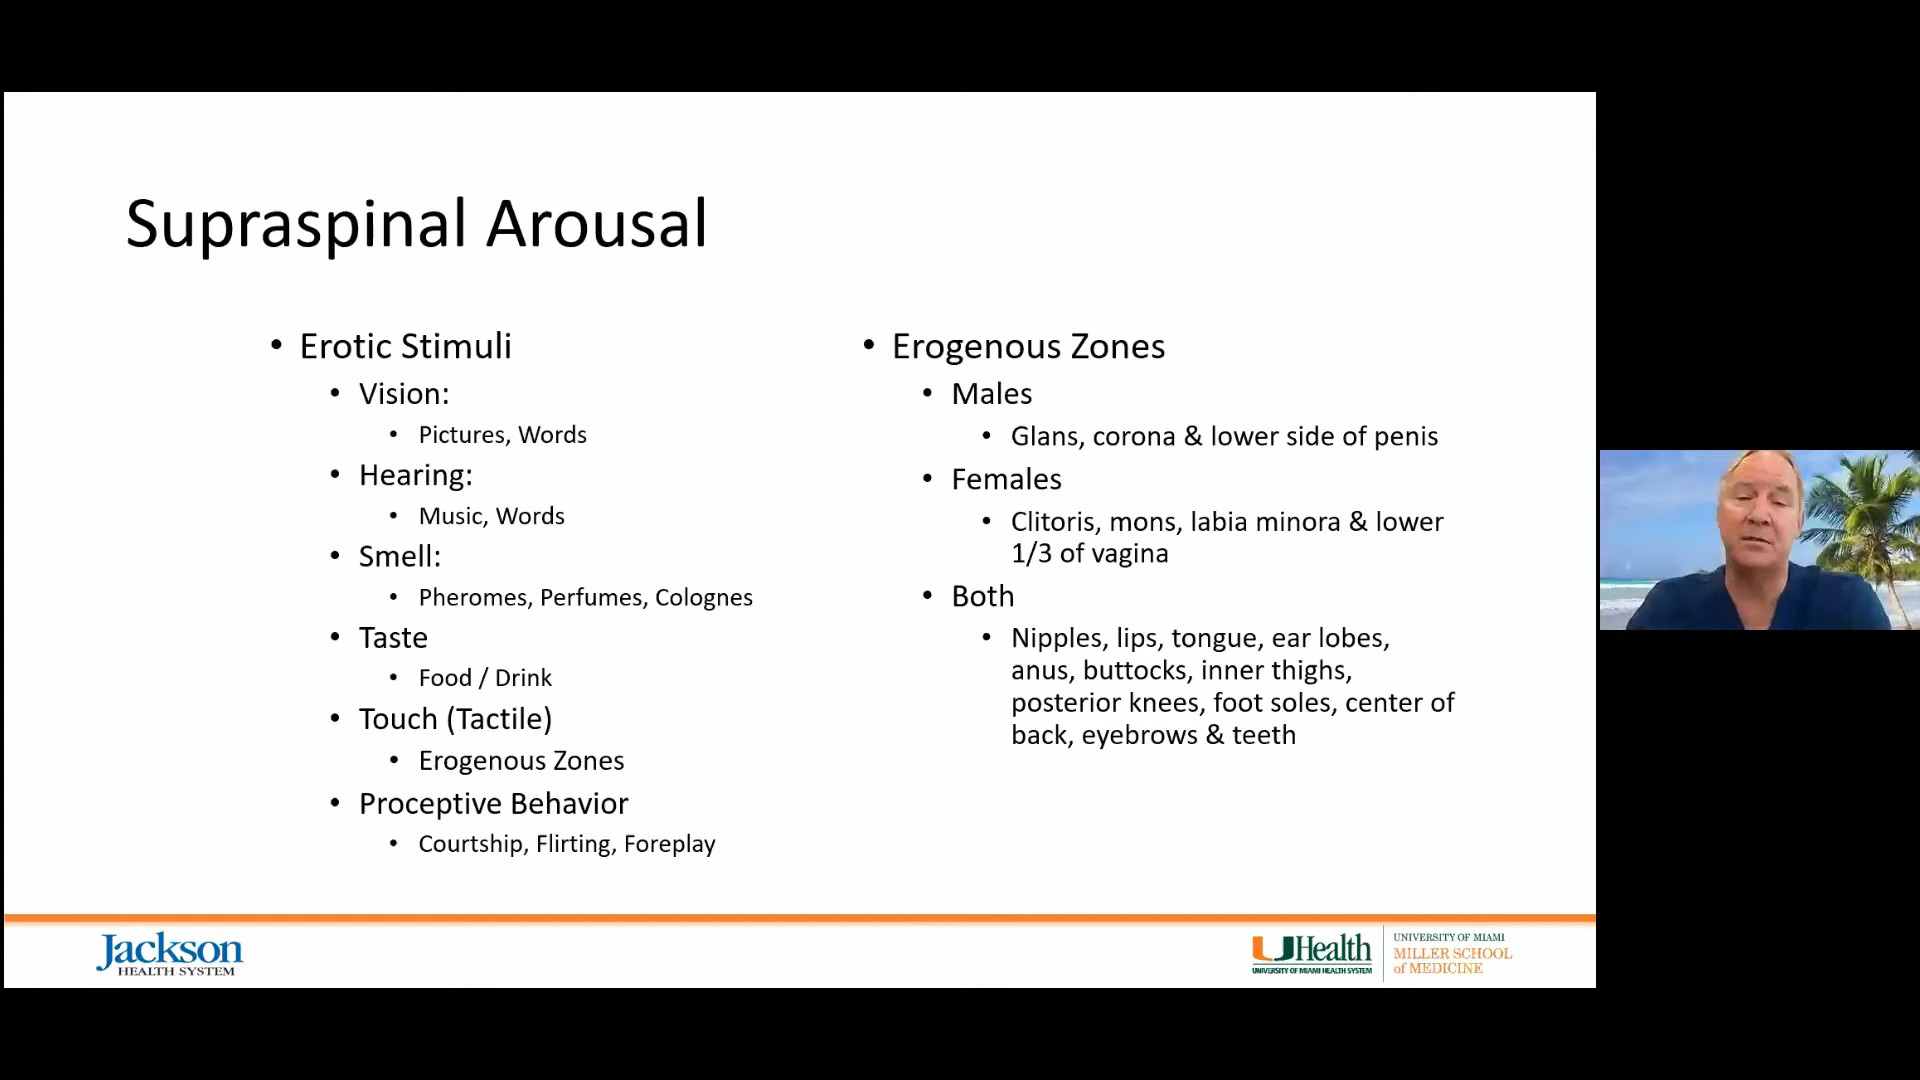 Supraspinal Arousal
• Erotic Stimuli
• Vision:
• Pictures, Words
• Hearing:
• Music, Words
• Smell:
• Pheromes, Perfumes, Colognes
• Taste
• Food / Drink
• Touch (Tactile)
• Erogenous Zones
• Proceptive Behavior
• Courtship, Flirting, Foreplay
• Erogenous Zones
• Males
• Glans, corona & lower side of penis
• Females
• Clitoris, mons, labia minora & lower
1/3 of vagina
• Both
• Nipples, lips, tongue, ear lobes,
anus, buttocks, inner thighs,
posterior knees, foot soles, center of
back, eyebrows & teeth
Jackson
HEALTH SYSTEM
UHealth
UNIVERSITY OF MIAMI HEALTH SYSTEM
UNIVERSITY OF MIAMI
MILLER SCHOOL
of MEDICINE